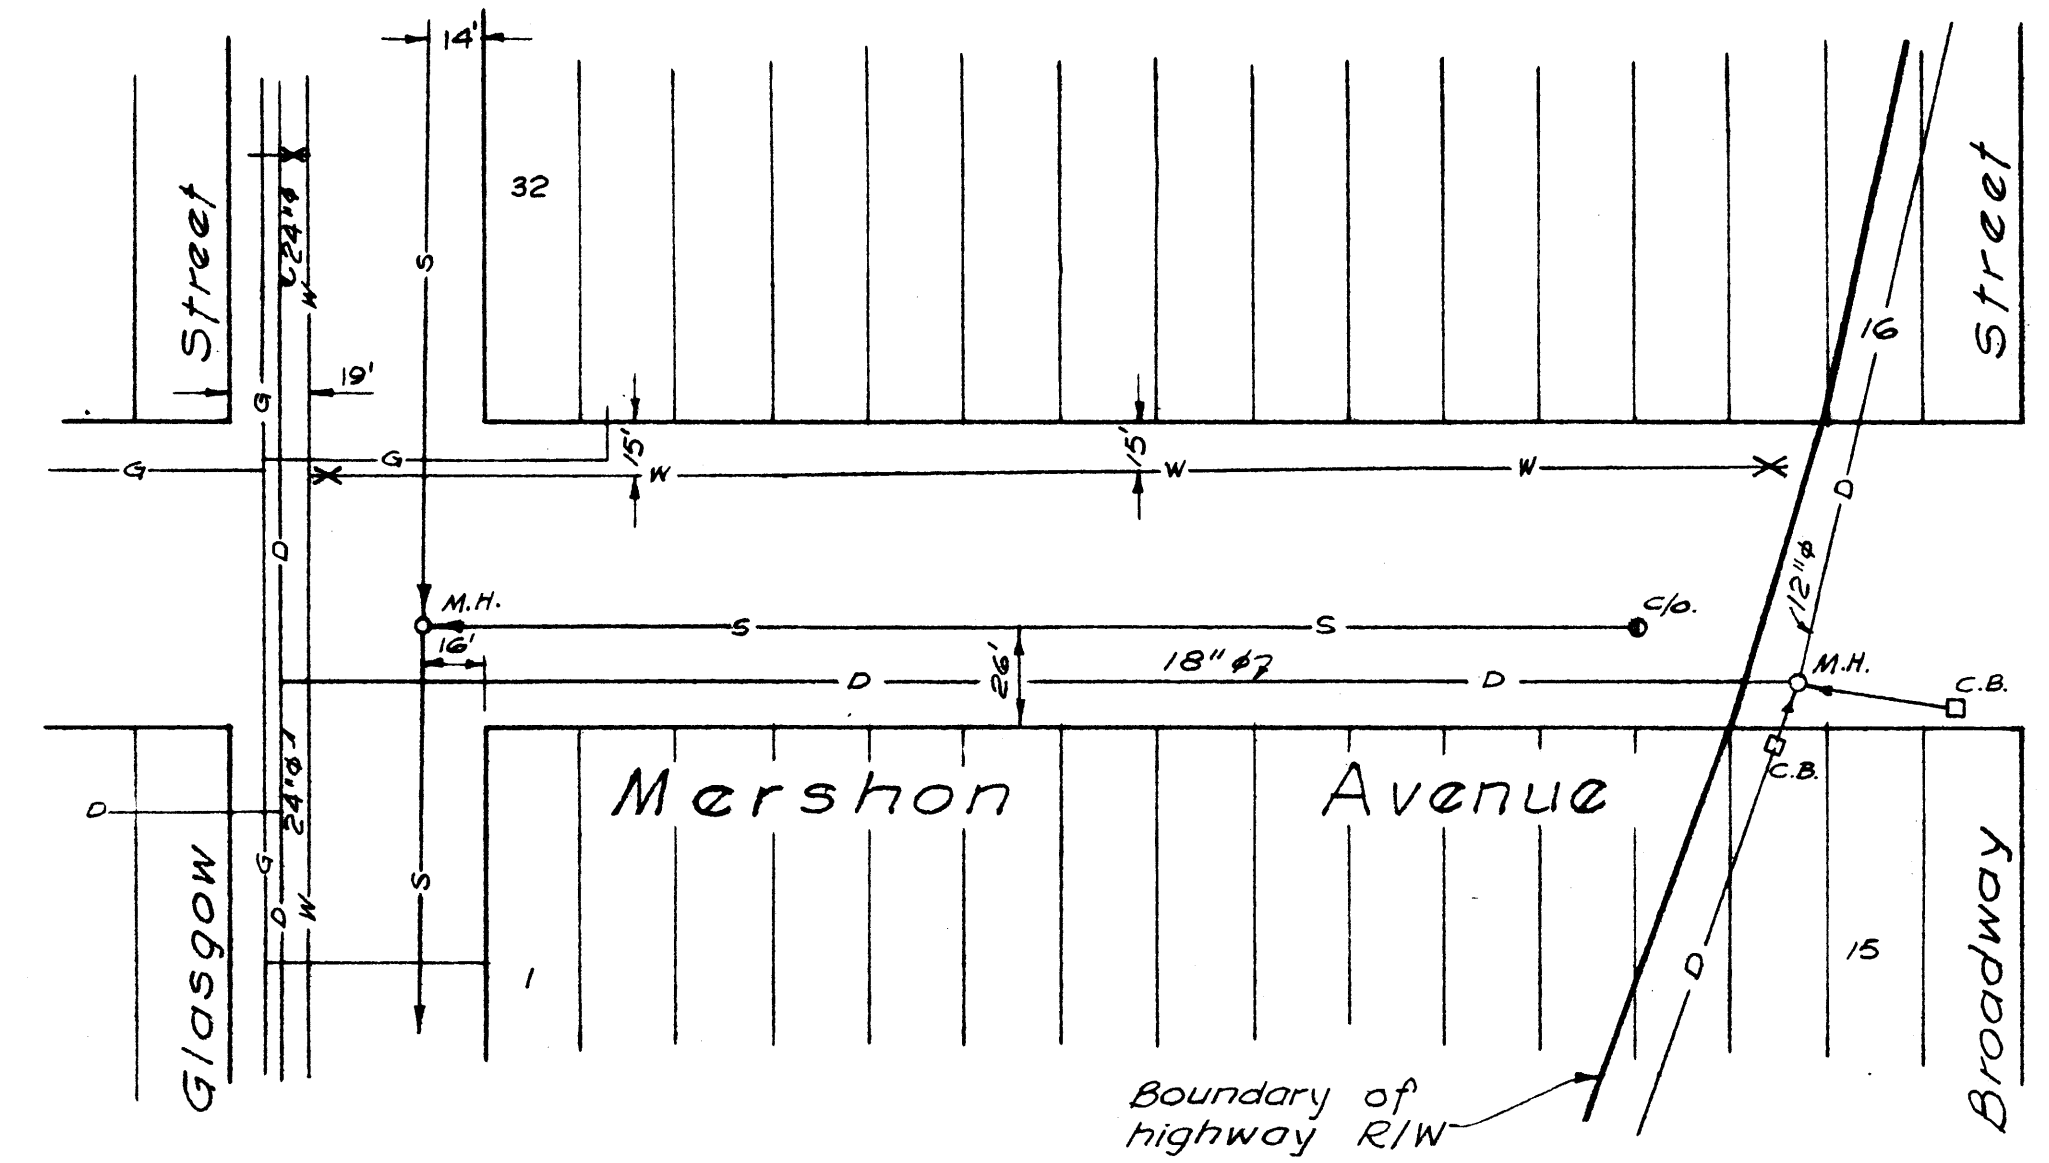 14'
32
Street
24"ϕ
S
W
Street
16
19'
G
15'
15'
G
G
W
W
W
D
D
12"ϕ
M.H.
C/O.
S
S
16'
26'
18"ϕ
D
D
M.H.
C.B.
C.B.
24"ϕ
Mershon Avenue
D
G
S
D
W
Glasgow
1
D
15
Broadway
Boundary of
highway R/W